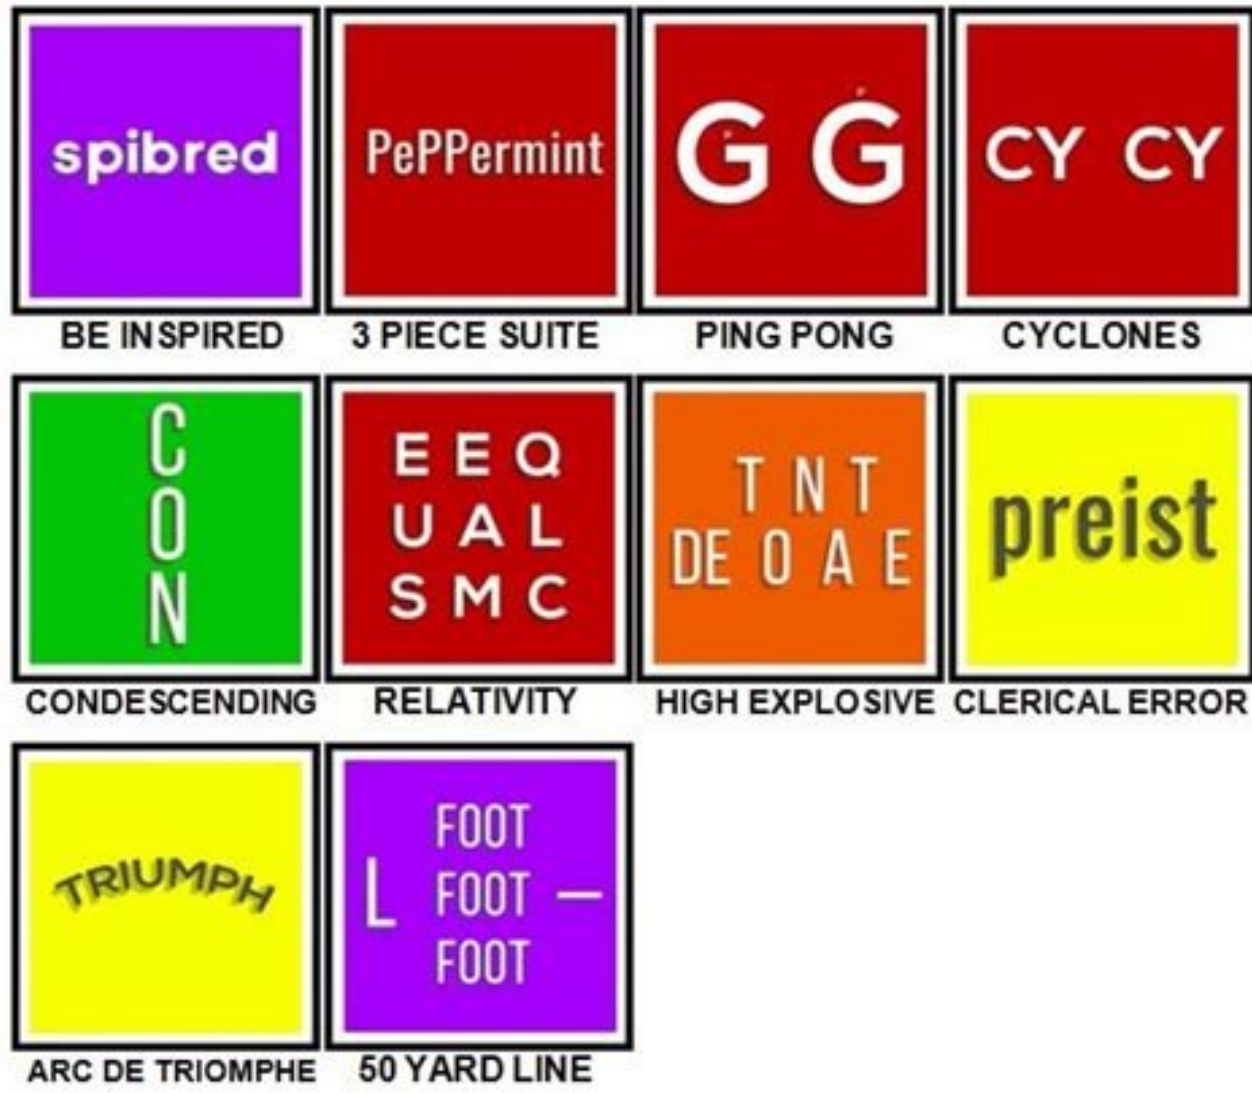 spibred
PePPermint
P P
G G
CY CY
BE INSPIRED
3 PIECE SUITE
PING PONG
CYCLONES
C
O
N
E E Q
U A L
S M C
T N T
DE O A E
preist
CONDESCENDING
RELATIVITY
HIGH EXPLOSIVE
CLERICAL ERROR
TRIUMPH
FOOT
L FOOT —
FOOT
ARC DE TRIOMPHE
50 YARD LINE